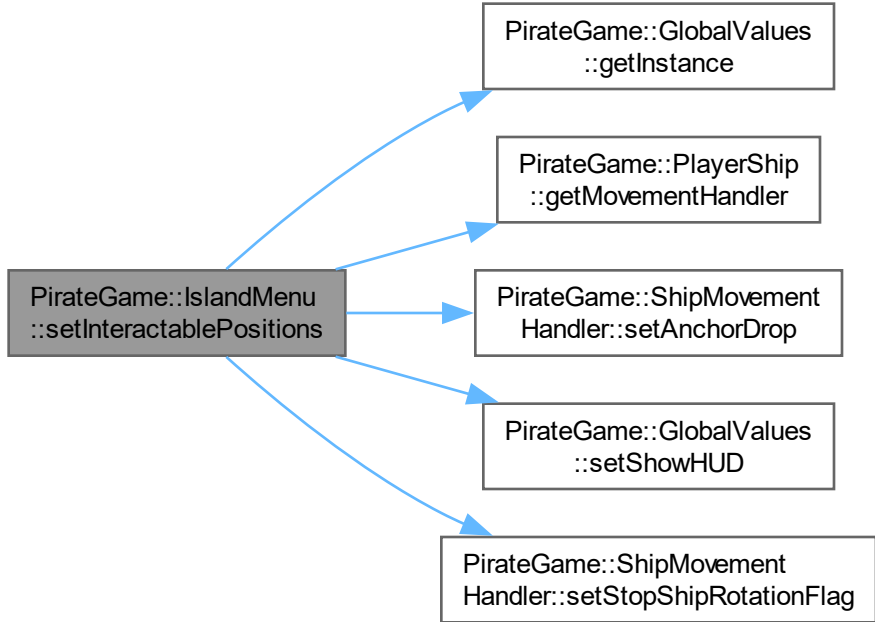 PirateGame::GlobalValues
::getInstance
PirateGame::PlayerShip
::getMovementHandler
PirateGame::IslandMenu
::setInteractablePositions
PirateGame::ShipMovement
Handler::setAnchorDrop
PirateGame::GlobalValues
::setShowHUD
PirateGame::ShipMovement
Handler::setStopShipRotationFlag